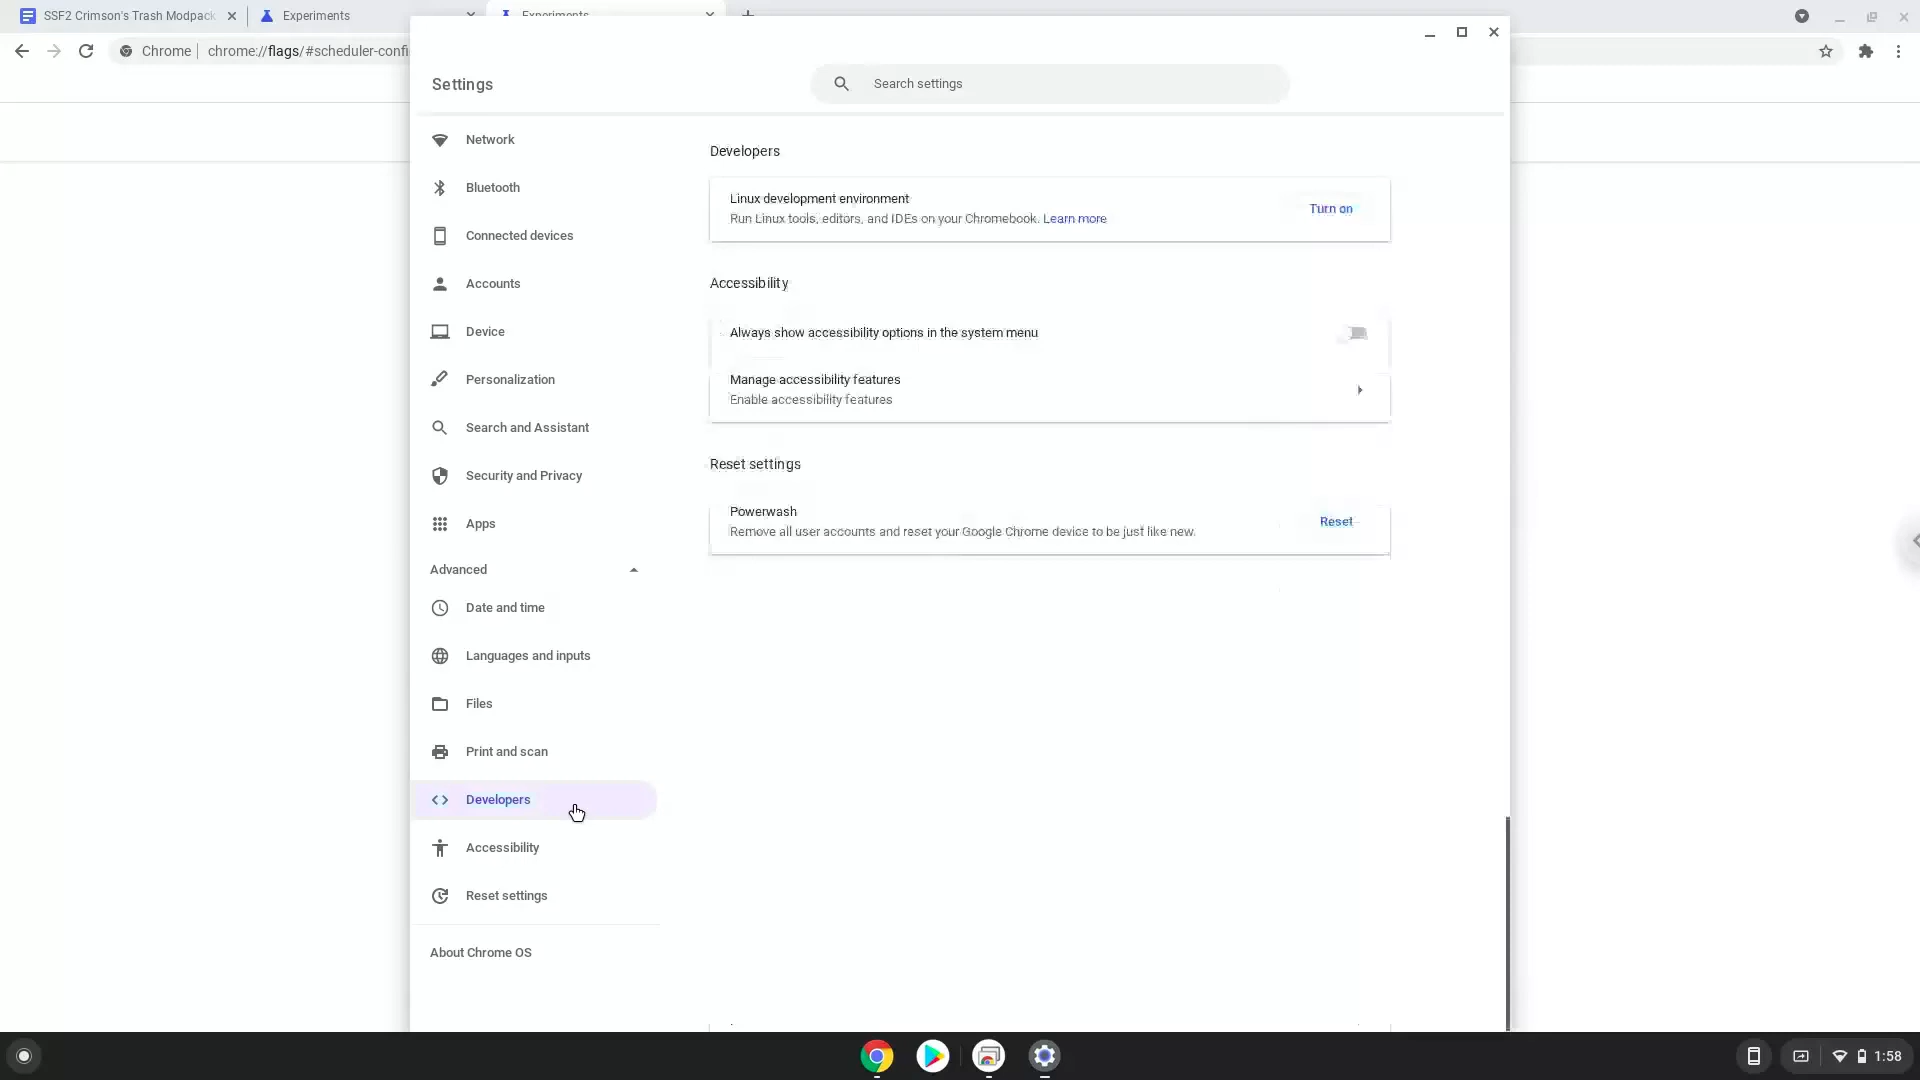 SSF2 Crimson's Trash Modpack
Experiments
Experiments
Chrome
chrome://flags/#scheduler-confi
Settings
Search settings
Network
Bluetooth
Connected devices
Accounts
Device
Personalization
Search and Assistant
Security and Privacy
Apps
Advanced
Date and time
Languages and inputs
Files
Print and scan
Developers
Accessibility
Reset settings
About Chrome OS
Developers
Linux development environment
Run Linux tools, editors, and IDEs on your Chromebook. Learn more
Turn on
Accessibility
Always show accessibility options in the system menu
Manage accessibility features
Enable accessibility features
Reset settings
Powerwash
Remove all user accounts and reset your Google Chrome device to be just like new.
Reset
1:58